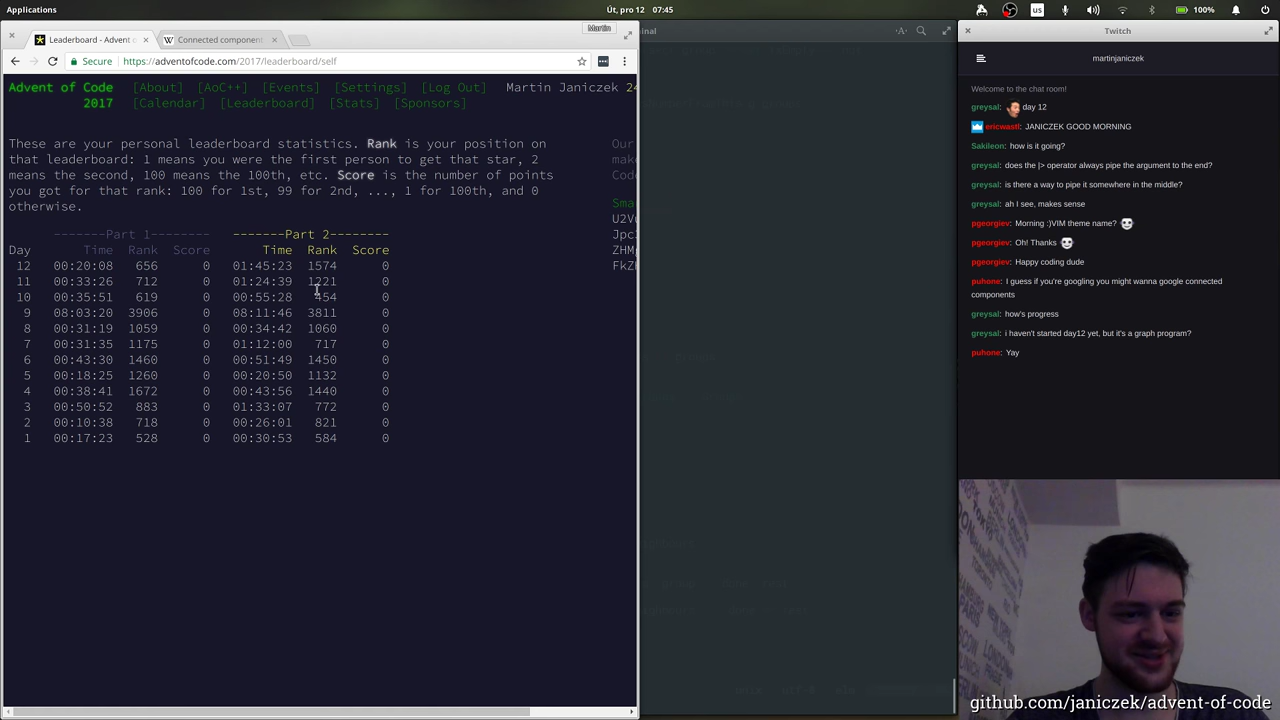 Applications
Út, pro 12 07:45
us
100%
Leaderboard - Advent o
Connected componen
Martin
Secure https://adventofcode.com/2017/leaderboard/self
Advent of Code [About] [AoC++] [Events] [Settings] [Log Out] Martin Janiczek 24
2017 [Calendar] [Leaderboard] [Stats] [Sponsors]
These are your personal leaderboard statistics. Rank is your position on
that leaderboard: 1 means you were the first person to get that star, 2
means the second, 100 means the 100th, etc. Score is the number of points
you got for that rank: 100 for 1st, 99 for 2nd, ..., 1 for 100th, and 0
otherwise.
Our
make
Code
Sma
--------Part 1-------- --------Part 2--------
Day Time Rank Score Time Rank Score
12 00:20:08 656 0 01:45:23 1574 0
11 00:33:26 712 0 01:24:39 1221 0
10 00:35:51 619 0 00:55:28 454 0
9 08:03:20 3906 0 08:11:46 3811 0
8 00:31:19 1059 0 00:34:42 1060 0
7 00:31:35 1175 0 01:12:00 717 0
6 00:43:30 1460 0 00:51:49 1450 0
5 00:18:25 1260 0 00:20:50 1132 0
4 00:38:41 1672 0 00:43:56 1440 0
3 00:50:52 883 0 01:33:07 772 0
2 00:10:38 718 0 00:26:01 821 0
1 00:17:23 528 0 00:30:53 584 0
Twitch
martinjaniczek
Welcome to the chat room!
greysal: day 12
ericwastl: JANICZEK GOOD MORNING
Sakileon: how is it going?
greysal: does the |> operator always pipe the argument to the end?
greysal: is there a way to pipe it somewhere in the middle?
greysal: ah I see, makes sense
pgeorgiev: Morning :)VIM theme name?
pgeorgiev: Oh! Thanks
pgeorgiev: Happy coding dude
puhone: I guess if you're googling you might wanna google connected
components
greysal: how's progress
greysal: i haven't started day12 yet, but it's a graph program?
puhone: Yay
LONDON
PARIS
github.com/janiczek/advent-of-code